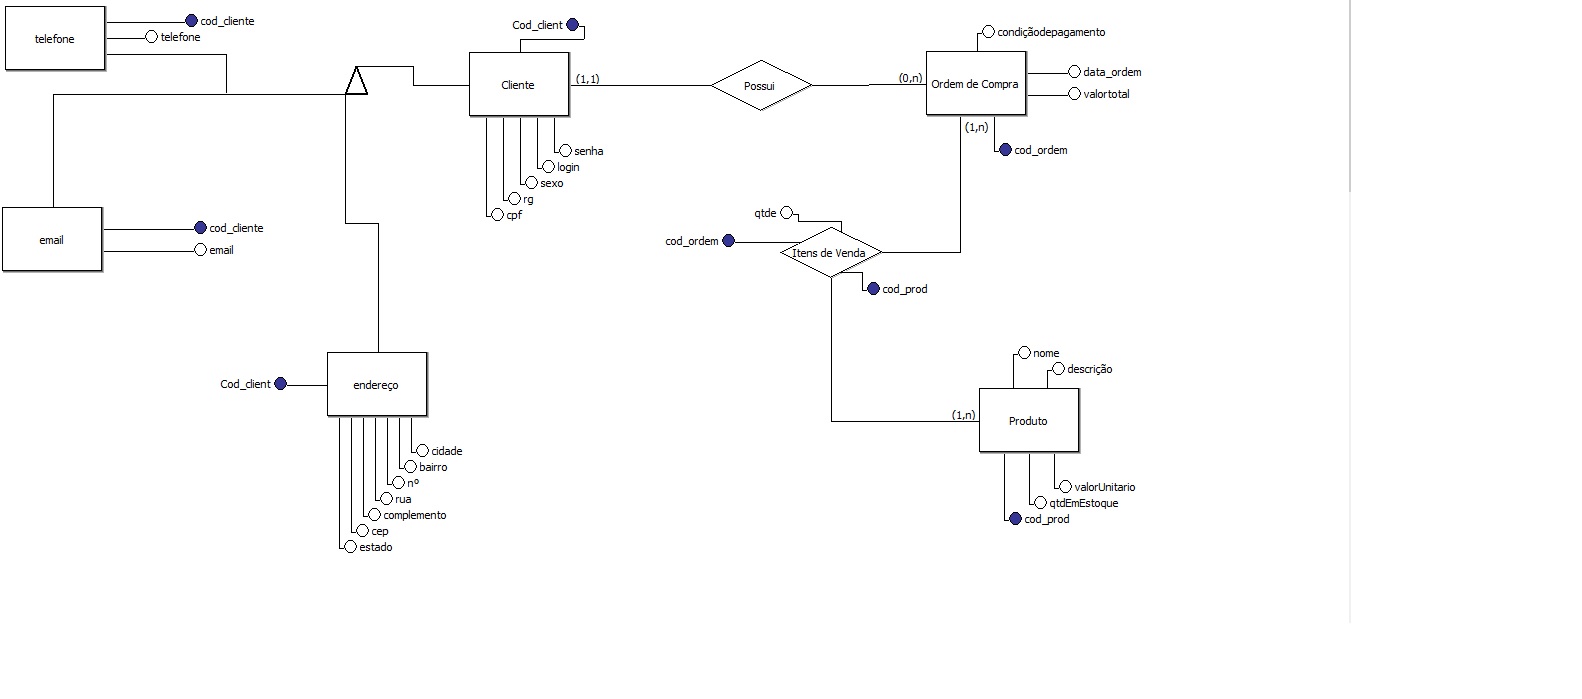 telefone
cod_cliente
telefone
Cod_client
Cliente
(1,1)
senha
login
sexo
rg
cpf
Possui
(0,n)
condiçãodepagamento
Ordem de Compra
data_ordem
valortotal
(1,n)
cod_ordem
email
cod_cliente
email
qtde
cod_ordem
Itens de Venda
cod_prod
Cod_client
endereço
cidade
bairro
nº
rua
complemento
cep
estado
nome
descrição
(1,n)
Produto
valorUnitario
qtdEmEstoque
cod_prod